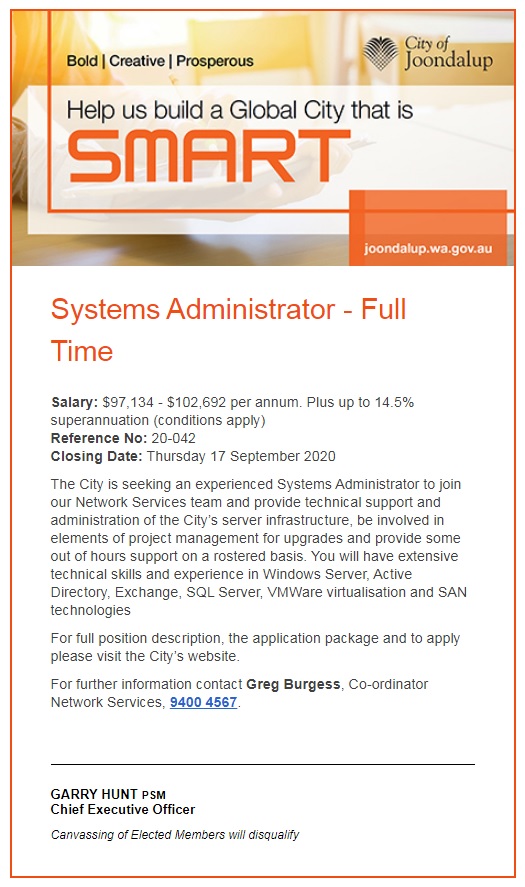 Bold | Creative | Prosperous
City of
Joondalup
Help us build a Global City that is
SMART
joondalup.wa.gov.au
Systems Administrator - Full
Time
Salary: $97,134 - $102,692 per annum. Plus up to 14.5%
superannuation (conditions apply)
Reference No: 20-042
Closing Date: Thursday 17 September 2020
The City is seeking an experienced Systems Administrator to join
our Network Services team and provide technical support and
administration of the City's server infrastructure, be involved in
elements of project management for upgrades and provide some
out of hours support on a rostered basis. You will have extensive
technical skills and experience in Windows Server, Active
Directory, Exchange, SQL Server, VMWare virtualisation and SAN
technologies
For full position description, the application package and to apply
please visit the City's website.
For further information contact Greg Burgess, Co-ordinator
Network Services, 9400 4567.
GARRY HUNT PSM
Chief Executive Officer
Canvassing of Elected Members will disqualify